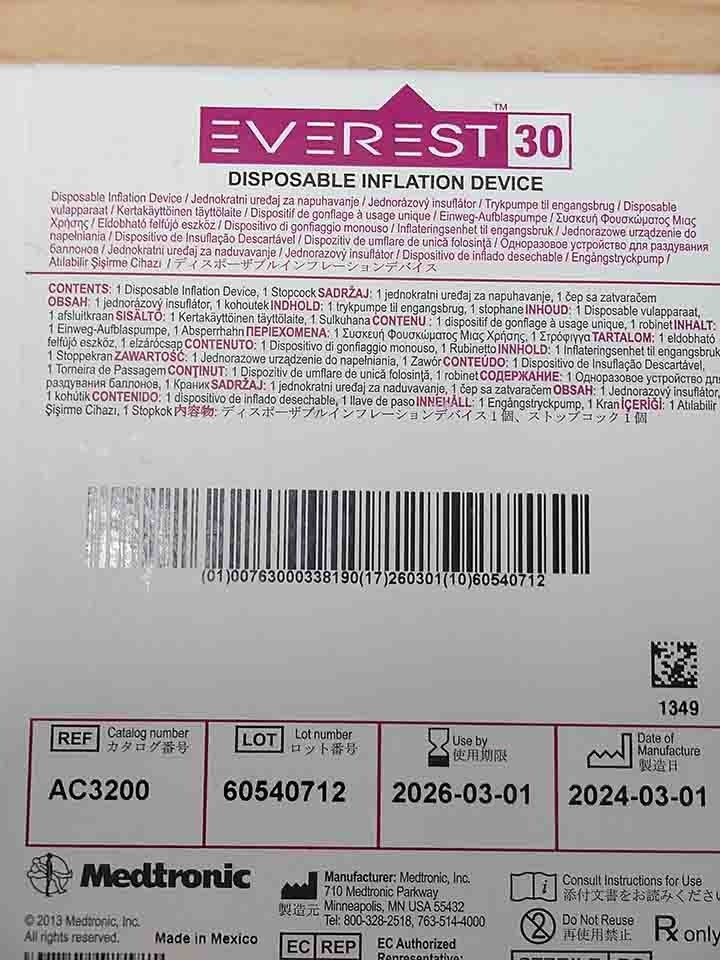 EVEREST™ 30
DISPOSABLE INFLATION DEVICE
Disposable Inflation Device / Jednokratni uređaj za napuhavanje / Jednorázový insuflátor / Trykpumpe til engangsbrug / Disposable
vulapparaat / Kertakäyttöinen täyttölaite / Dispositif de gonflage à usage unique / Einweg-Aufblaspumpe / Συσκευή Φουσκώματος Μιας
Χρήσης / Eldobható felfújó eszköz / Dispositivo di gonfiaggio monouso / Inflateringsenhet til engangsbruk / Jednorazowe urządzenie do
napełniania / Dispositivo de Insuflação Descartável / Dispozitiv de umflare de unică folosință / Одноразовое устройство для раздувания
баллонов / Jednokratni uređaj za naduvavanje / Jednorazový insuflátor / Dispositivo de inflado desechable / Engångstryckpump /
Atılabilir Şişirme Cihazı / ディスポーザブルインフレーションデバイス
CONTENTS: 1 Disposable Inflation Device, 1 Stopcock SADRŽAJ: 1 jednokratni uređaj za napuhavanje, 1 čep sa zatvaračem
OBSAH: 1 jednorázový insuflátor, 1 kohoutek INDHOLD: 1 trykpumpe til engangsbrug, 1 stophane INHOUD: 1 Disposable vulapparaat,
1 afsluitkraan SISÄLTÖ: 1 Kertakäyttöinen täyttölaite, 1 Sulkuhana CONTENU : 1 dispositif de gonflage à usage unique, 1 robinet INHALT:
1 Einweg-Aufblaspumpe, 1 Absperrhahn ΠΕΡΙΕΧΟΜΕΝΑ: 1 Συσκευή Φουσκώματος Μιας Χρήσης, 1 Στρόφιγγα TARTALOM: 1 eldobható
felfújó eszköz, 1 elzárócsap CONTENUTO: 1 Dispositivo di gonfiaggio monouso, 1 Rubinetto INNHOLD: 1 Inflateringsenhet til engangsbruk,
1 Stoppekran ZAWARTOŚĆ: 1 Jednorazowe urządzenie do napełniania, 1 Zawór CONTEÚDO: 1 Dispositivo de Insuflação Descartável,
1 Torneira de Passagem CONȚINUT: 1 Dispozitiv de umflare de unică folosință, 1 robinet СОДЕРЖАНИЕ: 1 Одноразовое устройство для
раздувания баллонов, 1 Краник SADRŽAJ: 1 jednokratni uređaj za naduvavanje, 1 čep sa zatvaračem OBSAH: 1 Jednorazový insuflátor,
1 kohútik CONTENIDO: 1 dispositivo de inflado desechable, 1 llave de paso INNEHÅLL: 1 Engångstryckpump, 1 Kran İÇERİĞİ: 1 Atılabilir
Şişirme Cihazı, 1 Stopkok 内容物: ディスポーザブルインフレーションデバイス1個、ストップコック1個
(01)00763000338190(17)260301(10)60540712
1349
REF Catalog number
カタログ番号
AC3200
LOT Lot number
ロット番号
60540712
Use by
使用期限
2026-03-01
Date of
Manufacture
製造日
2024-03-01
Medtronic
© 2013 Medtronic, Inc.
All rights reserved.
Made in Mexico
製造元
Manufacturer: Medtronic, Inc.
710 Medtronic Parkway
Minneapolis, MN USA 55432
Tel: 800-328-2518, 763-514-4000
EC REP EC Authorized
Representative:
Consult Instructions for Use
添付文書をお読みください
Do Not Reuse
再使用禁止
Rx only
STERILE EO